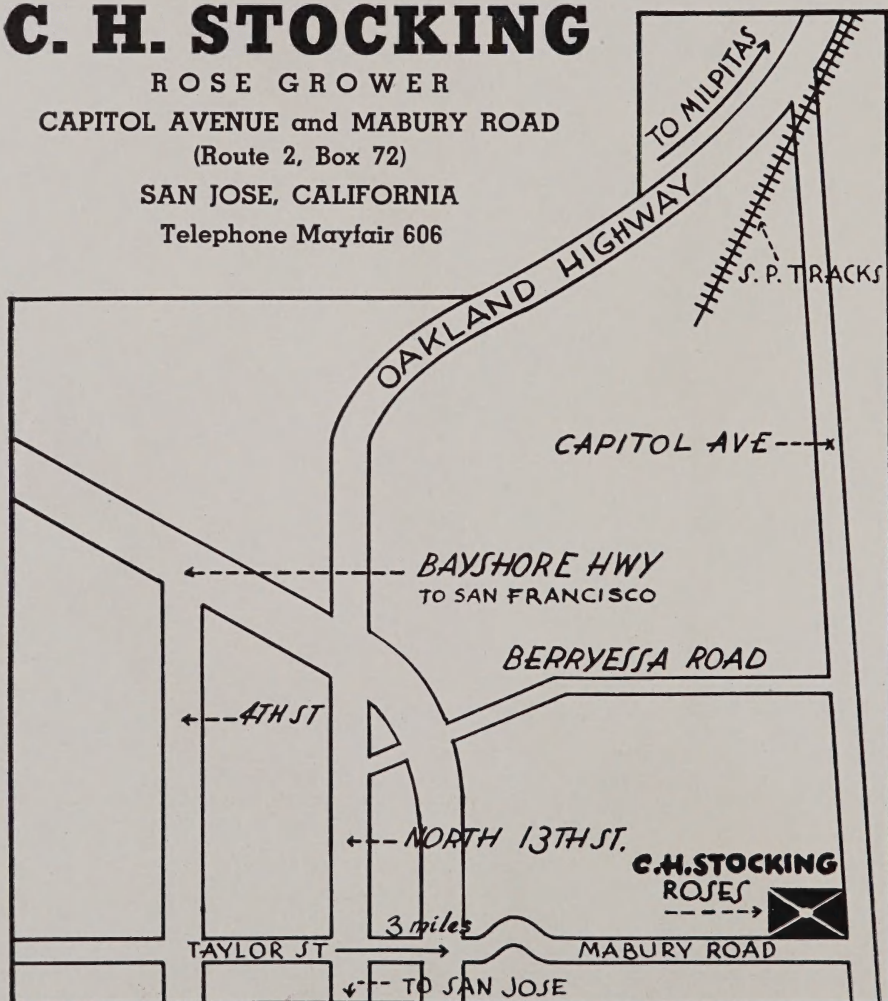 C. H. STOCKING
ROSE GROWER
CAPITOL AVENUE and MABURY ROAD
(Route 2, Box 72)
SAN JOSE, CALIFORNIA
Telephone Mayfair 606
TO MILPITAS
OAKLAND HIGHWAY
S. P. TRACKS
CAPITOL AVE
BAYSHORE HWY
TO SAN FRANCISCO
BERRYESSA ROAD
4TH ST
NORTH 13TH ST.
C.H.STOCKING
ROSES
3 miles
TAYLOR ST
MABURY ROAD
TO SAN JOSE